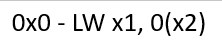 0x0 - LW x1, 0(x2)